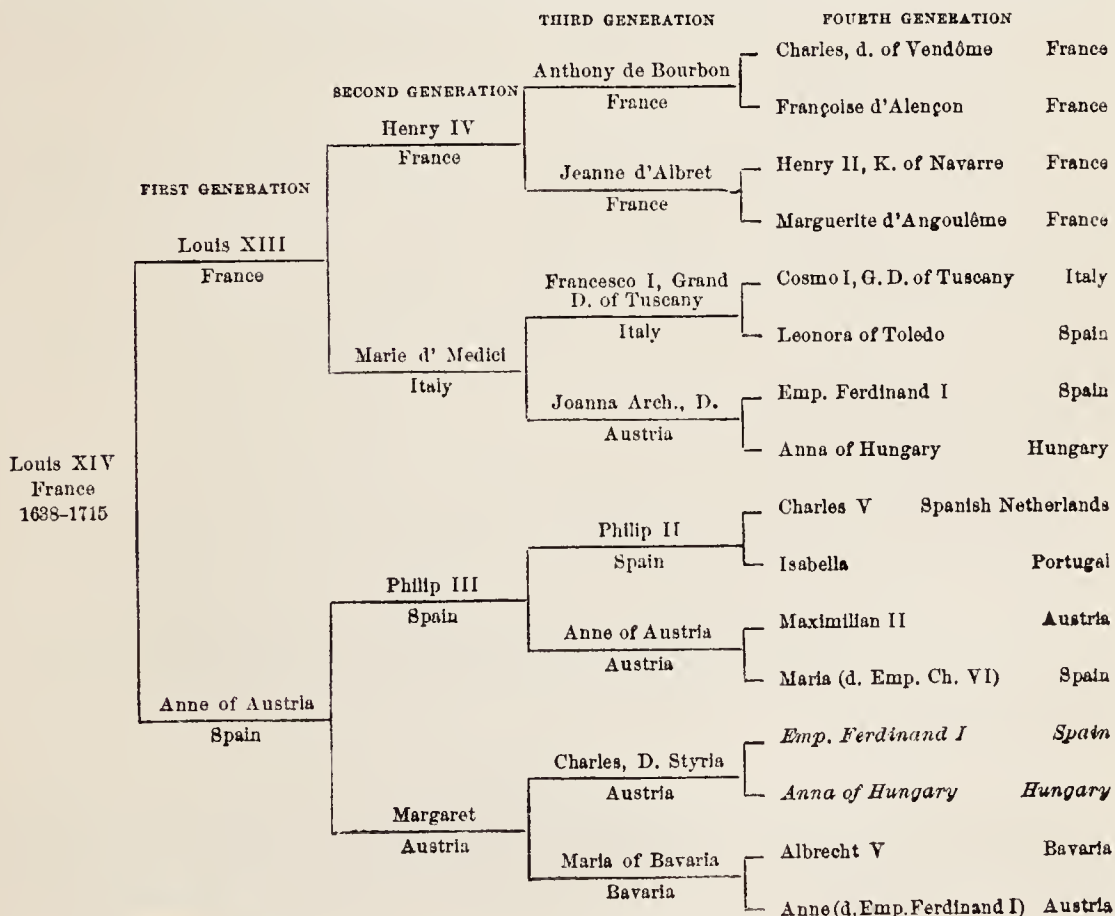 THIRD GENERATION
FOURTH GENERATION
Charles, d. of Vendôme France
Anthony de Bourbon
France
SECOND GENERATION
Françoise d'Alençon France
Henry IV
France
Henry II, K. of Navarre France
Jeanne d'Albret
France
FIRST GENERATION
Marguerite d'Angoulême France
Louis XIII
France
Francesco I, Grand
D. of Tuscany
Italy
Cosmo I, G. D. of Tuscany Italy
Leonora of Toledo Spain
Marie d' Medici
Italy
Emp. Ferdinand I Spain
Joanna Arch., D.
Austria
Anna of Hungary Hungary
Louis XIV
France
1638-1715
Charles V Spanish Netherlands
Philip II
Spain
Isabella Portugal
Philip III
Spain
Maximilian II Austria
Anne of Austria
Austria
Maria (d. Emp. Ch. VI) Spain
Anne of Austria
Spain
Emp. Ferdinand I Spain
Charles, D. Styria
Austria
Anna of Hungary Hungary
Margaret
Austria
Albrecht V Bavaria
Maria of Bavaria
Bavaria
Anne (d. Emp. Ferdinand I) Austria